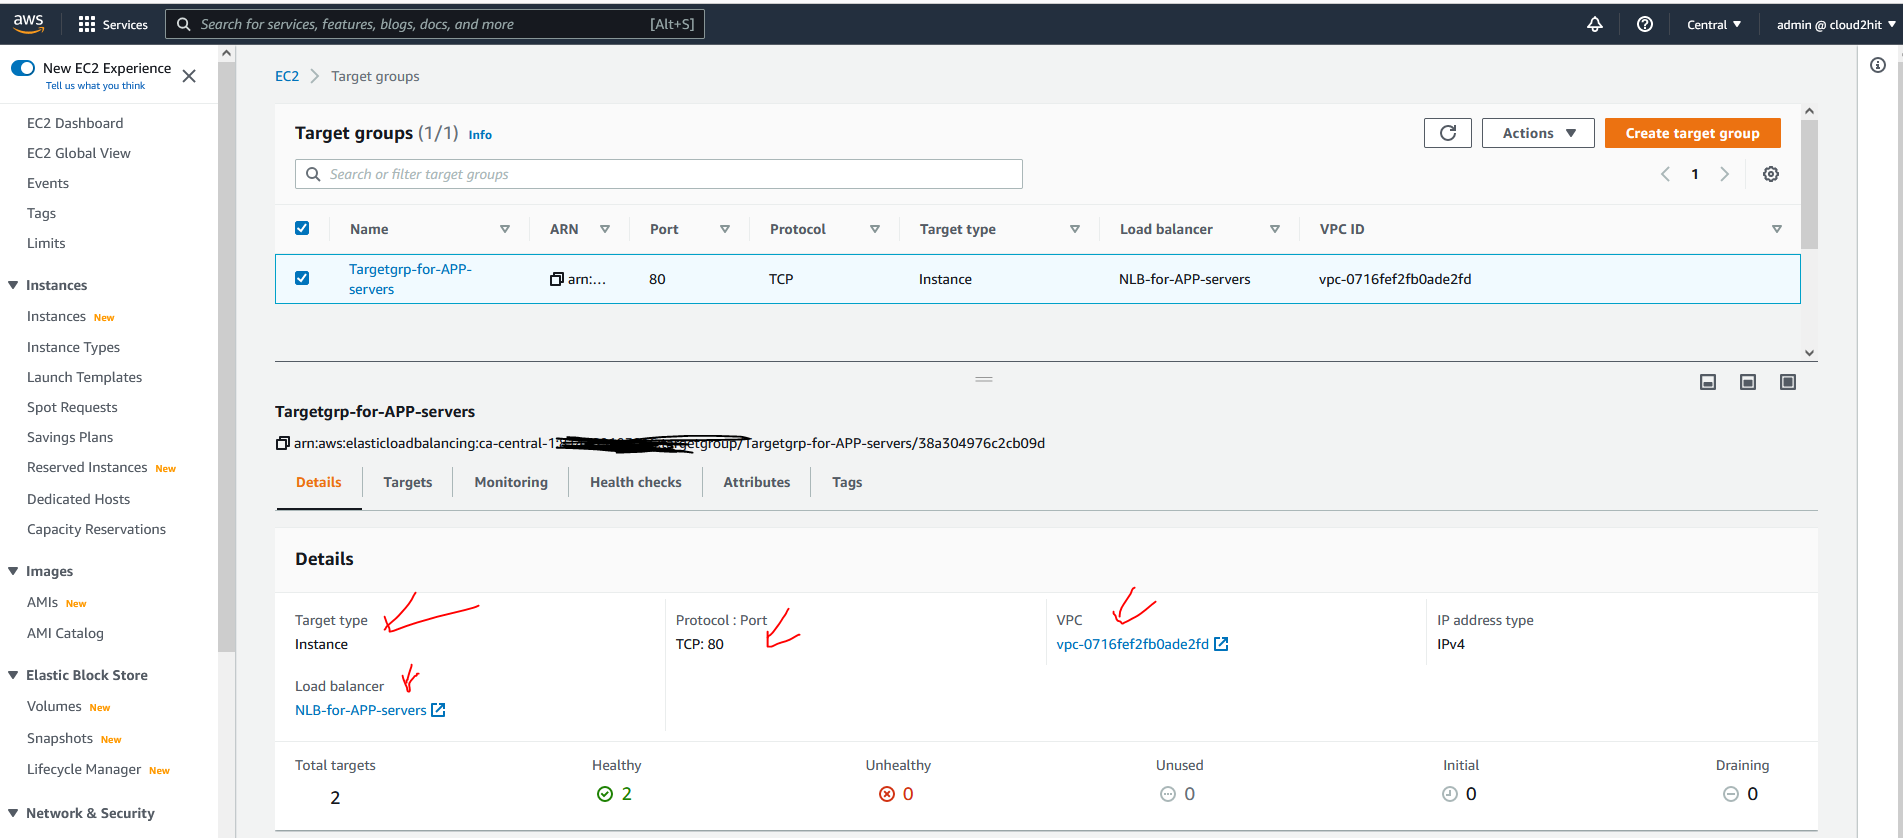 aws
Services
Search for services, features, blogs, docs, and more
[Alt+S]
Central
admin @ cloud2hit
New EC2 Experience
Tell us what you think
EC2 Dashboard
EC2 Global View
Events
Tags
Limits
Instances
Instances New
Instance Types
Launch Templates
Spot Requests
Savings Plans
Reserved Instances New
Dedicated Hosts
Capacity Reservations
Images
AMIs New
AMI Catalog
Elastic Block Store
Volumes New
Snapshots New
Lifecycle Manager New
Network & Security
EC2 > Target groups
Target groups (1/1) Info
Actions
Create target group
Search or filter target groups
1
Name ARN Port Protocol Target type Load balancer VPC ID
Targetgrp-for-APP-
servers
arn:... 80 TCP Instance NLB-for-APP-servers vpc-0716fef2fb0ade2fd
Targetgrp-for-APP-servers
arn:aws:elasticloadbalancing:ca-central-1: targetgroup/Targetgrp-for-APP-servers/38a304976c2cb09d
Details Targets Monitoring Health checks Attributes Tags
Details
Target type
Instance
Protocol : Port
TCP: 80
VPC
vpc-0716fef2fb0ade2fd
IP address type
IPv4
Load balancer
NLB-for-APP-servers
Total targets
2
Healthy
2
Unhealthy
0
Unused
0
Initial
0
Draining
0